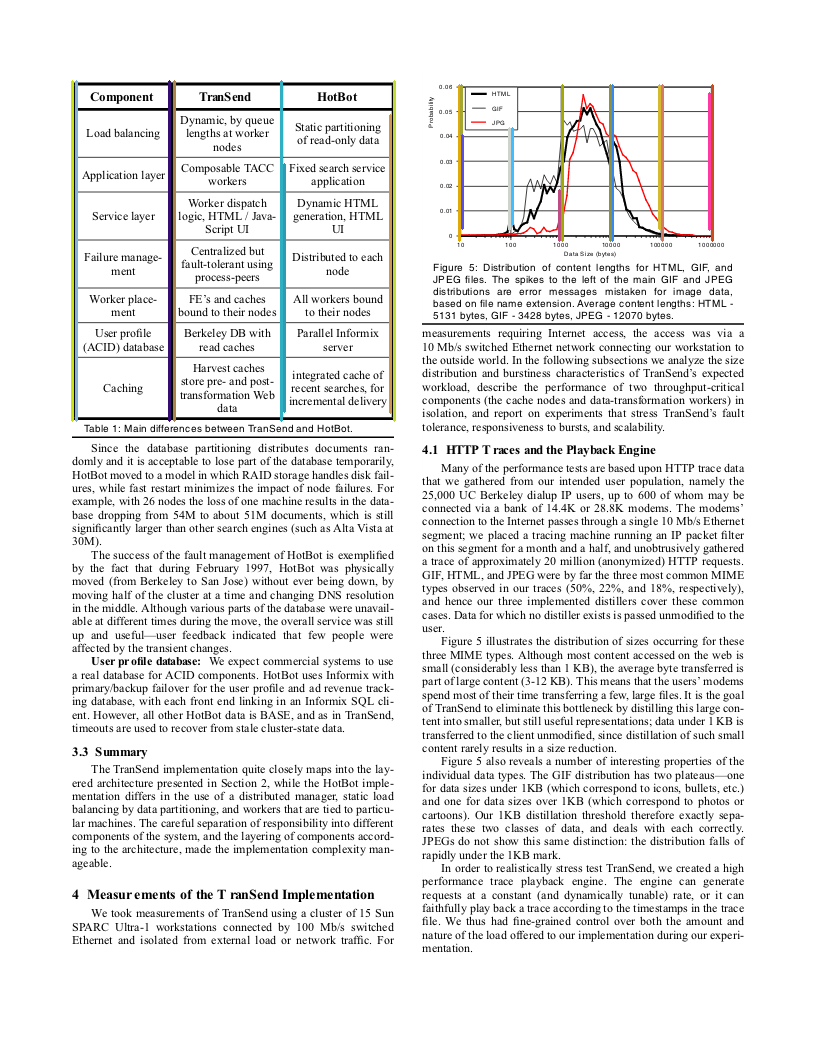 Component TranSend HotBot
Load balancing
Dynamic, by queue
lengths at worker
nodes
Static partitioning
of read-only data
Application layer
Composable TACC
workers
Fixed search service
application
Service layer
Worker dispatch
logic, HTML / Java-
Script UI
Dynamic HTML
generation, HTML
UI
Failure manage-
ment
Centralized but
fault-tolerant using
process-peers
Distributed to each
node
Worker place-
ment
FE's and caches
bound to their nodes
All workers bound
to their nodes
User profile
(ACID) database
Berkeley DB with
read caches
Parallel Informix
server
Caching
Harvest caches
store pre- and post-
transformation Web
data
integrated cache of
recent searches, for
incremental delivery
Table 1: Main differences between TranSend and HotBot.
Since the database partitioning distributes documents ran-
domly and it is acceptable to lose part of the database temporarily,
HotBot moved to a model in which RAID storage handles disk fail-
ures, while fast restart minimizes the impact of node failures. For
example, with 26 nodes the loss of one machine results in the data-
base dropping from 54M to about 51M documents, which is still
significantly larger than other search engines (such as Alta Vista at
30M).
The success of the fault management of HotBot is exemplified
by the fact that during February 1997, HotBot was physically
moved (from Berkeley to San Jose) without ever being down, by
moving half of the cluster at a time and changing DNS resolution
in the middle. Although various parts of the database were unavail-
able at different times during the move, the overall service was still
up and useful—user feedback indicated that few people were
affected by the transient changes.
User profile database: We expect commercial systems to use
a real database for ACID components. HotBot uses Informix with
primary/backup failover for the user profile and ad revenue track-
ing database, with each front end linking in an Informix SQL cli-
ent. However, all other HotBot data is BASE, and as in TranSend,
timeouts are used to recover from stale cluster-state data.
3.3 Summary
The TranSend implementation quite closely maps into the lay-
ered architecture presented in Section 2, while the HotBot imple-
mentation differs in the use of a distributed manager, static load
balancing by data partitioning, and workers that are tied to particu-
lar machines. The careful separation of responsibility into different
components of the system, and the layering of components accord-
ing to the architecture, made the implementation complexity man-
ageable.
4 Measurements of the TranSend Implementation
We took measurements of TranSend using a cluster of 15 Sun
SPARC Ultra-1 workstations connected by 100 Mb/s switched
Ethernet and isolated from external load or network traffic. For
Probability
0.06
0.05
0.04
0.03
0.02
0.01
0
HTML
GIF
JPG
10 100 1000 10000 100000 1000000
Data Size (bytes)
Figure 5: Distribution of content lengths for HTML, GIF, and
JPEG files. The spikes to the left of the main GIF and JPEG
distributions are error messages mistaken for image data,
based on file name extension. Average content lengths: HTML -
5131 bytes, GIF - 3428 bytes, JPEG - 12070 bytes.
measurements requiring Internet access, the access was via a
10 Mb/s switched Ethernet network connecting our workstation to
the outside world. In the following subsections we analyze the size
distribution and burstiness characteristics of TranSend's expected
workload, describe the performance of two throughput-critical
components (the cache nodes and data-transformation workers) in
isolation, and report on experiments that stress TranSend's fault
tolerance, responsiveness to bursts, and scalability.
4.1 HTTP Traces and the Playback Engine
Many of the performance tests are based upon HTTP trace data
that we gathered from our intended user population, namely the
25,000 UC Berkeley dialup IP users, up to 600 of whom may be
connected via a bank of 14.4K or 28.8K modems. The modems'
connection to the Internet passes through a single 10 Mb/s Ethernet
segment; we placed a tracing machine running an IP packet filter
on this segment for a month and a half, and unobtrusively gathered
a trace of approximately 20 million (anonymized) HTTP requests.
GIF, HTML, and JPEG were by far the three most common MIME
types observed in our traces (50%, 22%, and 18%, respectively),
and hence our three implemented distillers cover these common
cases. Data for which no distiller exists is passed unmodified to the
user.
Figure 5 illustrates the distribution of sizes occurring for these
three MIME types. Although most content accessed on the web is
small (considerably less than 1 KB), the average byte transferred is
part of large content (3-12 KB). This means that the users' modems
spend most of their time transferring a few, large files. It is the goal
of TranSend to eliminate this bottleneck by distilling this large con-
tent into smaller, but still useful representations; data under 1 KB is
transferred to the client unmodified, since distillation of such small
content rarely results in a size reduction.
Figure 5 also reveals a number of interesting properties of the
individual data types. The GIF distribution has two plateaus—one
for data sizes under 1KB (which correspond to icons, bullets, etc.)
and one for data sizes over 1KB (which correspond to photos or
cartoons). Our 1KB distillation threshold therefore exactly sepa-
rates these two classes of data, and deals with each correctly.
JPEGs do not show this same distinction: the distribution falls of
rapidly under the 1KB mark.
In order to realistically stress test TranSend, we created a high
performance trace playback engine. The engine can generate
requests at a constant (and dynamically tunable) rate, or it can
faithfully play back a trace according to the timestamps in the trace
file. We thus had fine-grained control over both the amount and
nature of the load offered to our implementation during our experi-
mentation.